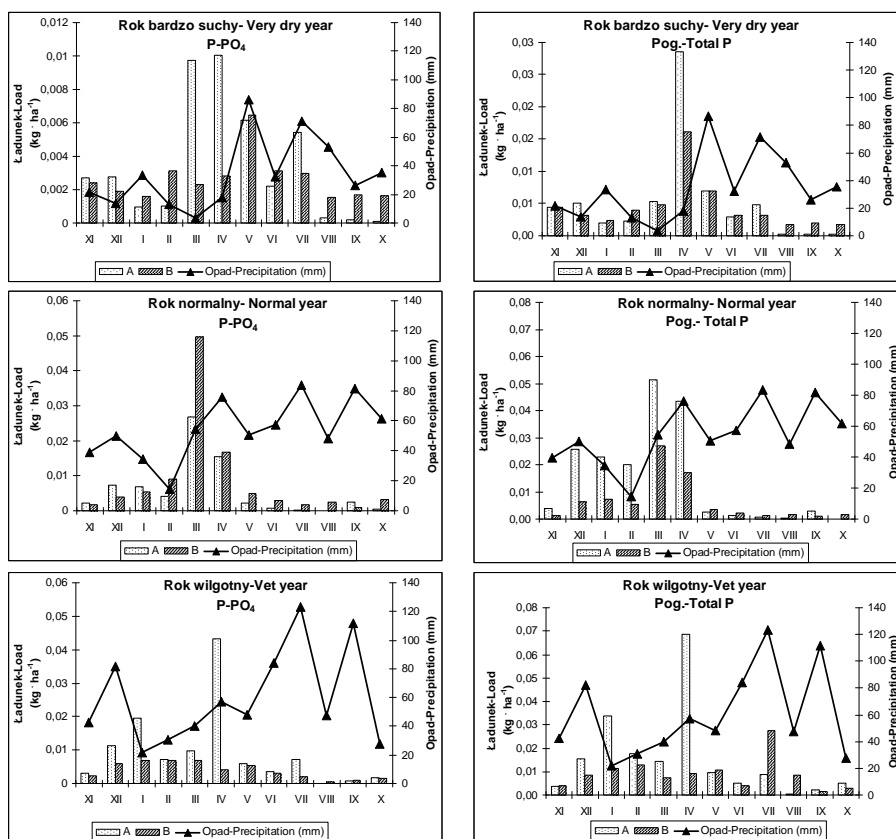 Rok bardzo suchy- Very dry year
P-PO4
Ładunek-Load
(kg · ha-1)
0,012
0,01
0,008
0,006
0,004
0,002
0
140
120
100
80
60
40
20
0
Opad-Precipitation (mm)
XI XII I II III IV V VI VII VIII IX X
A B Opad-Precipitation (mm)
Rok bardzo suchy- Very dry year
Pog.-Total P
Ładunek-Load
(kg · ha-1)
0,03
0,03
0,02
0,02
0,01
0,01
0,00
140
120
100
80
60
40
20
0
Opad-Precipitation (mm)
XI XII I II III IV V VI VII VIII IX X
A B Opad-Precipitation (mm)
Rok normalny- Normal year
P-PO4
Ładunek-Load
(kg · ha-1)
0,06
0,05
0,04
0,03
0,02
0,01
0
140
120
100
80
60
40
20
0
Opad-Precipitation (mm)
XI XII I II III IV V VI VII VIII IX X
A B Opad-Precipitation (mm)
Rok normalny- Normal year
Pog.- Total P
Ładunek-Load
(kg · ha-1)
0,08
0,07
0,06
0,05
0,04
0,03
0,02
0,01
0,00
140
120
100
80
60
40
20
0
Opad-Precipitation (mm)
XI XII I II III IV V VI VII VIII IX X
A B Opad-Precipitation (mm)
Rok wilgotny-Vet year
P-PO4
Ładunek-Load
(kg · ha-1)
0,06
0,05
0,04
0,03
0,02
0,01
0
140
120
100
80
60
40
20
0
Opad-Precipitation (mm)
XI XII I II III IV V VI VII VIII IX X
A B Opad-Precipitation (mm)
Rok wilgotny-Vet year
Pog.-Total P
Ładunek-Load
(kg · ha-1)
0,08
0,07
0,06
0,05
0,04
0,03
0,02
0,01
0,00
140
120
100
80
60
40
20
0
Opad-Precipitation (mm)
XI XII I II III IV V VI VII VIII IX X
A B Opad-Precipitation (mm)